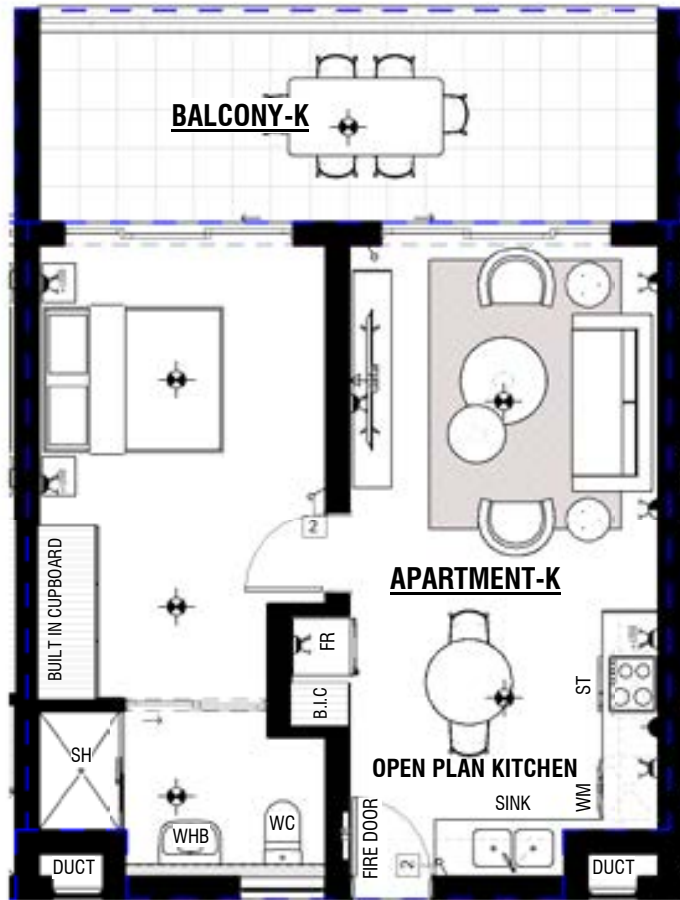 BALCONY-K
2
APARTMENT-K
BUILT IN CUPBOARD
FR
B.I.C
ST
SH
OPEN PLAN KITCHEN
SINK
WM
WHB
WC
FIRE DOOR
2
DUCT
DUCT